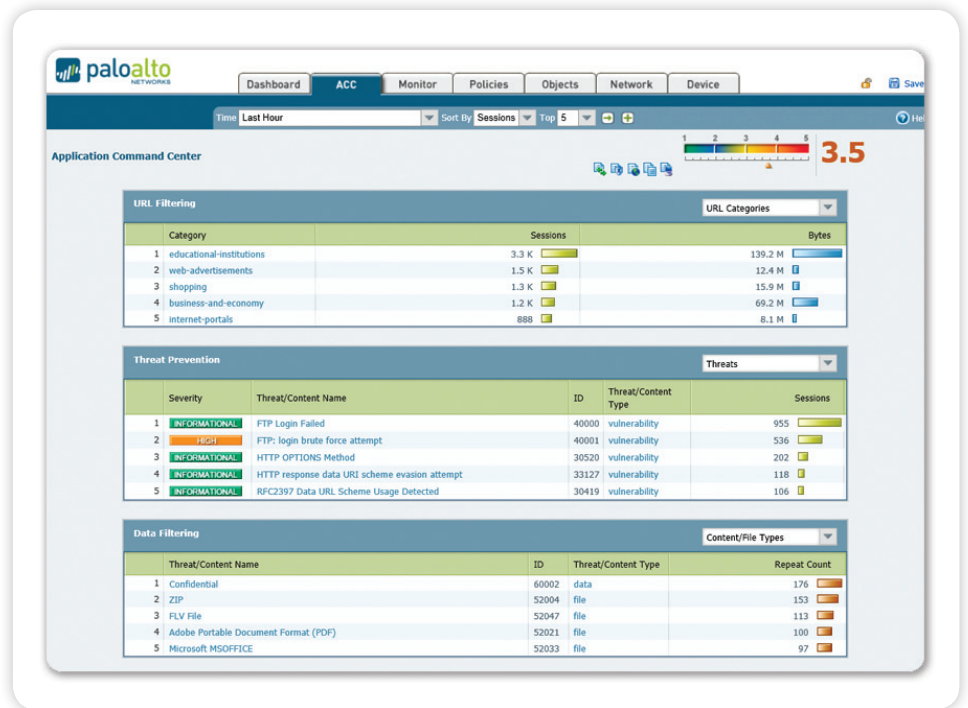 paloalto
NETWORKS
Dashboard ACC Monitor Policies Objects Network Device Save
Time Last Hour Sort By Sessions Top 5
Application Command Center
1 2 3 4 5
3.5
URL Filtering URL Categories
Category Sessions Bytes
1 educational-institutions 3.3 K 139.2 M
2 web-advertisements 1.5 K 12.4 M
3 shopping 1.3 K 15.9 M
4 business-and-economy 1.2 K 69.2 M
5 internet-portals 888 8.1 M
Threat Prevention Threats
Severity Threat/Content Name ID Threat/Content Type Sessions
1 INFORMATIONAL FTP Login Failed 40000 vulnerability 955
2 HIGH FTP: login brute force attempt 40001 vulnerability 536
3 INFORMATIONAL HTTP OPTIONS Method 30520 vulnerability 202
4 INFORMATIONAL HTTP response data URI scheme evasion attempt 33127 vulnerability 118
5 INFORMATIONAL RFC2397 Data URL Scheme Usage Detected 30419 vulnerability 106
Data Filtering Content/File Types
Threat/Content Name ID Threat/Content Type Repeat Count
1 Confidential 60002 data 176
2 ZIP 52004 file 153
3 FLV File 52047 file 113
4 Adobe Portable Document Format (PDF) 52021 file 100
5 Microsoft MSOFFICE 52033 file 97